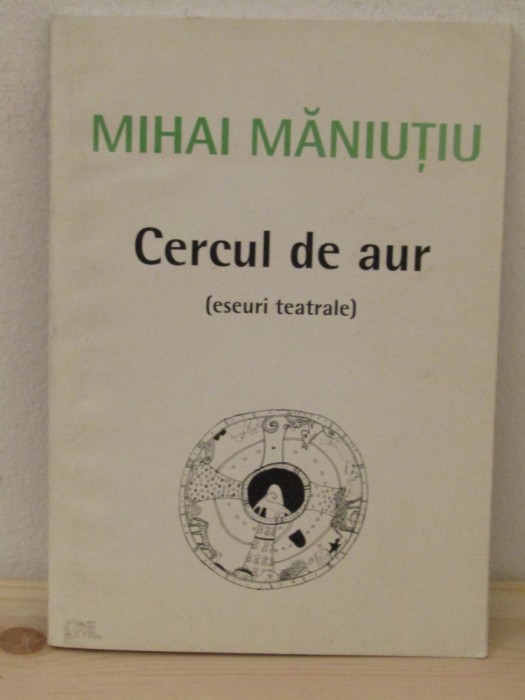 MIHAI MĂNIUȚIU
Cercul de aur
(eseuri teatrale)